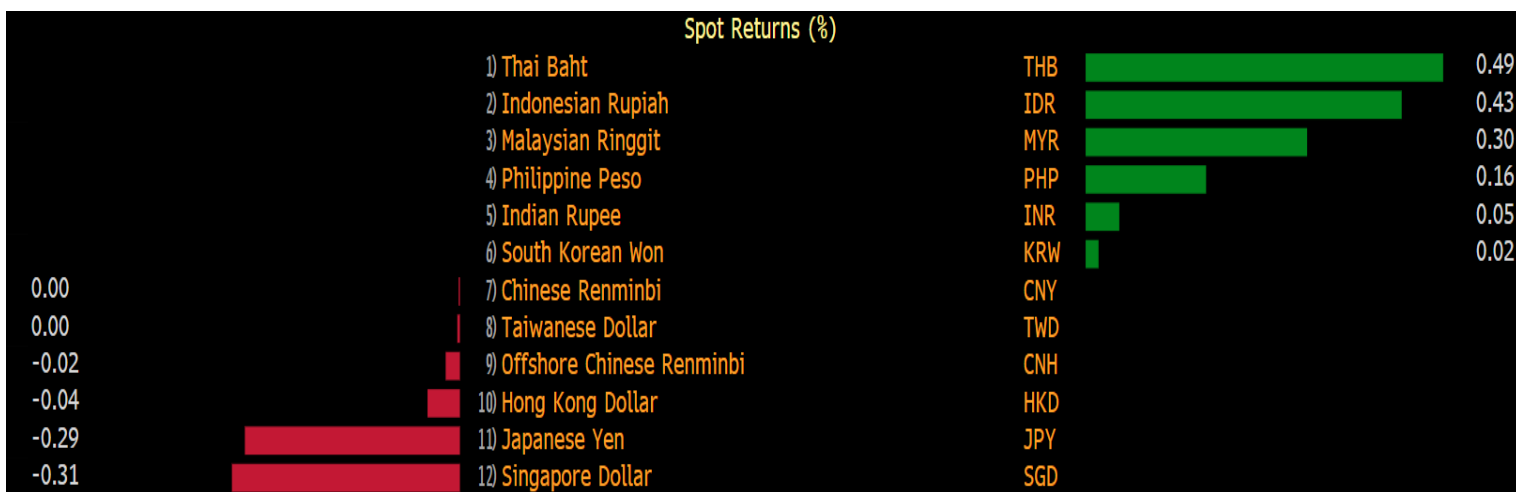 Spot Returns (%)
1) Thai Baht THB 0.49
2) Indonesian Rupiah IDR 0.43
3) Malaysian Ringgit MYR 0.30
4) Philippine Peso PHP 0.16
5) Indian Rupee INR 0.05
6) South Korean Won KRW 0.02
0.00 7) Chinese Renminbi CNY
0.00 8) Taiwanese Dollar TWD
-0.02 9) Offshore Chinese Renminbi CNH
-0.04 10) Hong Kong Dollar HKD
-0.29 11) Japanese Yen JPY
-0.31 12) Singapore Dollar SGD